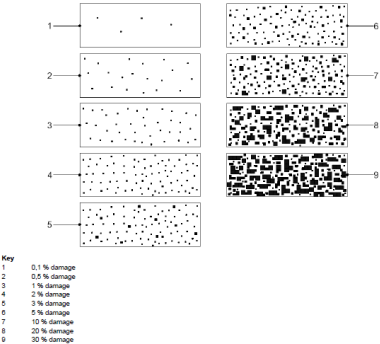 1
2
3
4
5
6
7
8
9
Key
1 0,1 % damage
2 0,5 % damage
3 1 % damage
4 2 % damage
5 3 % damage
6 5 % damage
7 10 % damage
8 20 % damage
9 30 % damage